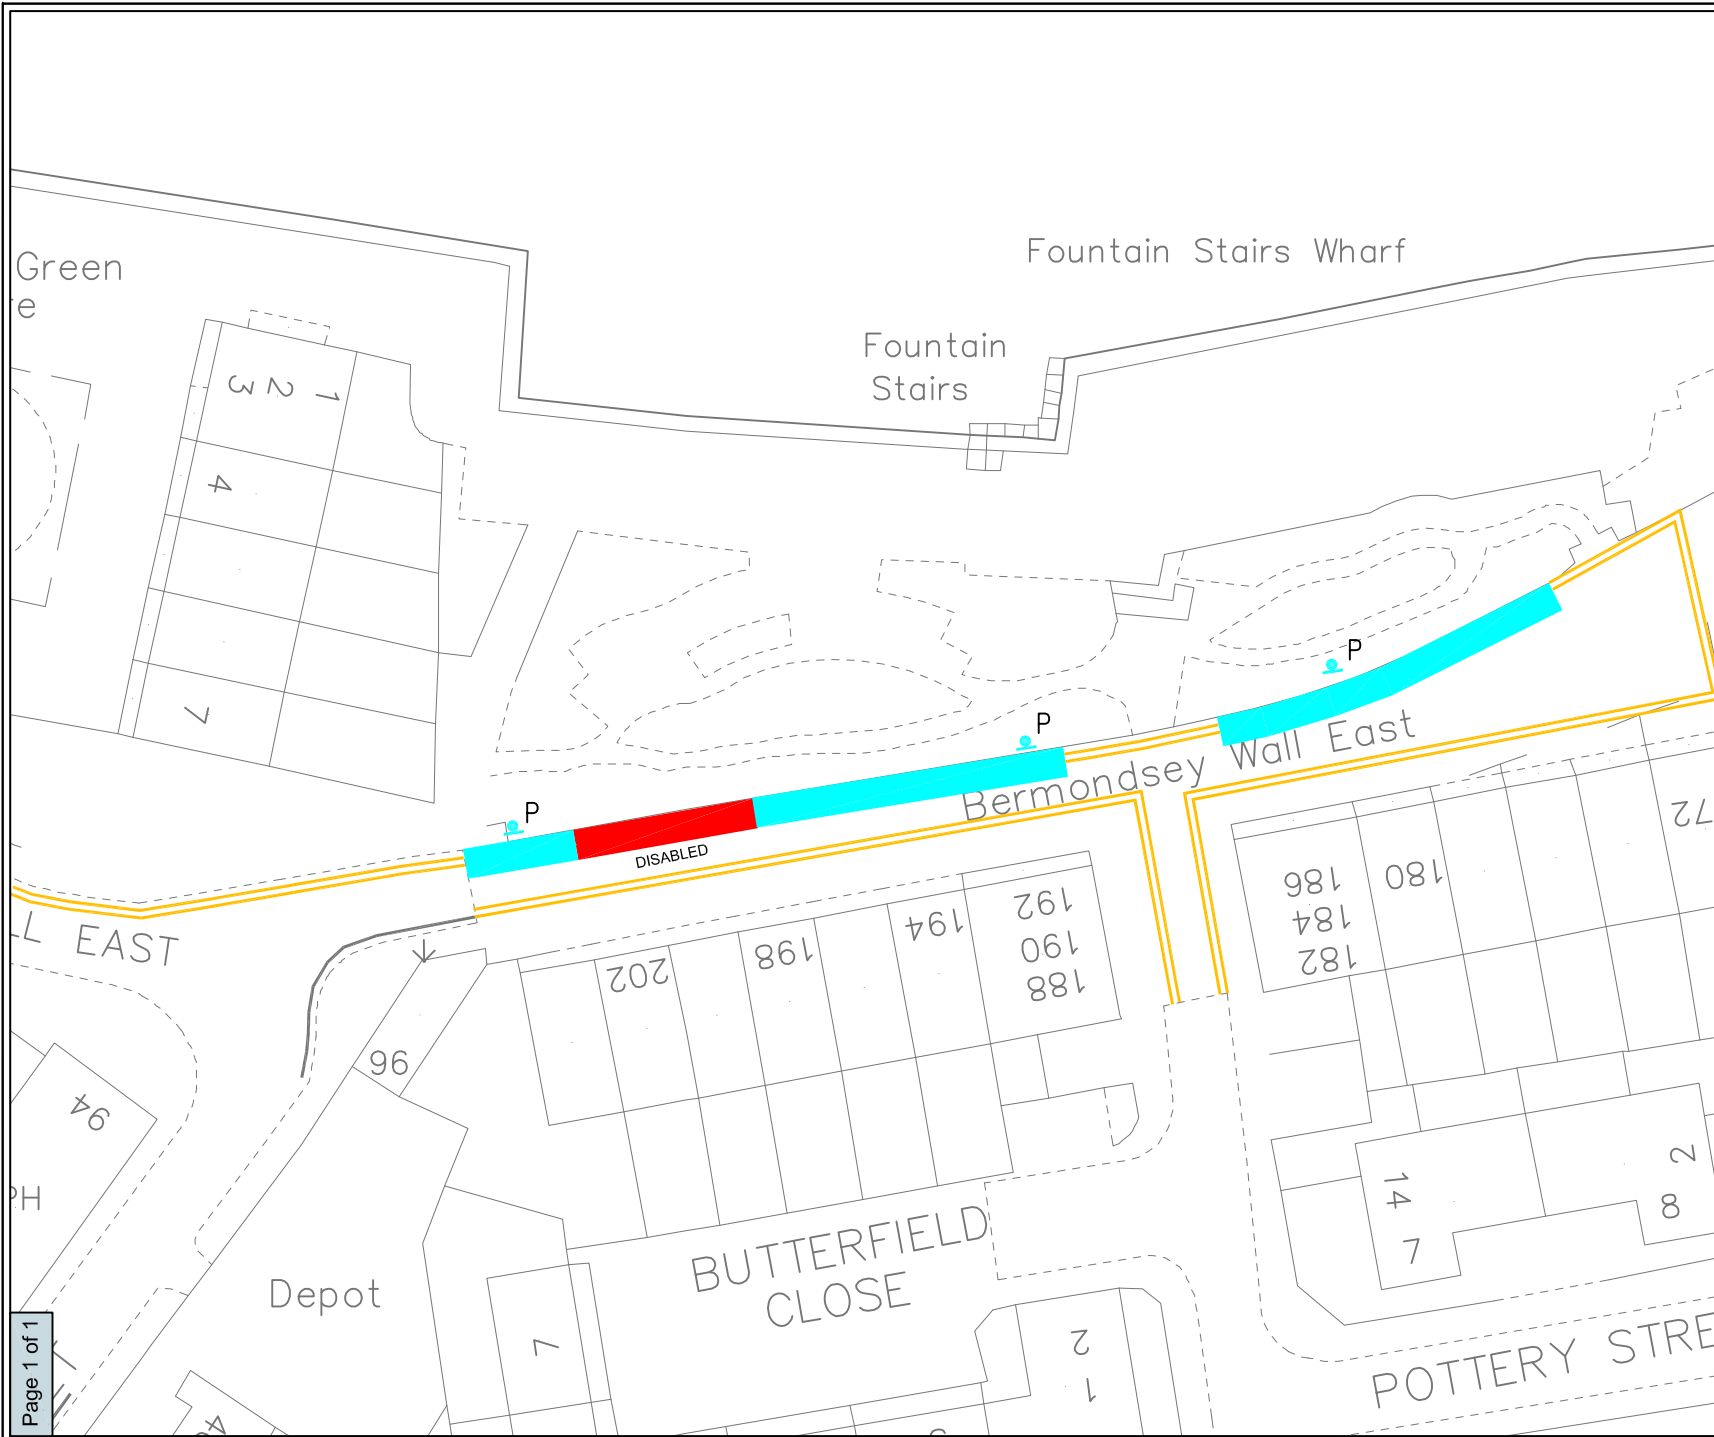 Green
e
Fountain Stairs Wharf
Fountain
Stairs
3
2
1
4
7
P
P
P
DISABLED
Bermondsey Wall East
L EAST
72
186
184
182
180
192
190
188
194
198
202
96
94
PH
14
7
2
8
BUTTERFIELD
CLOSE
Depot
7
2
1
POTTERY STRE
Page 1 of 1